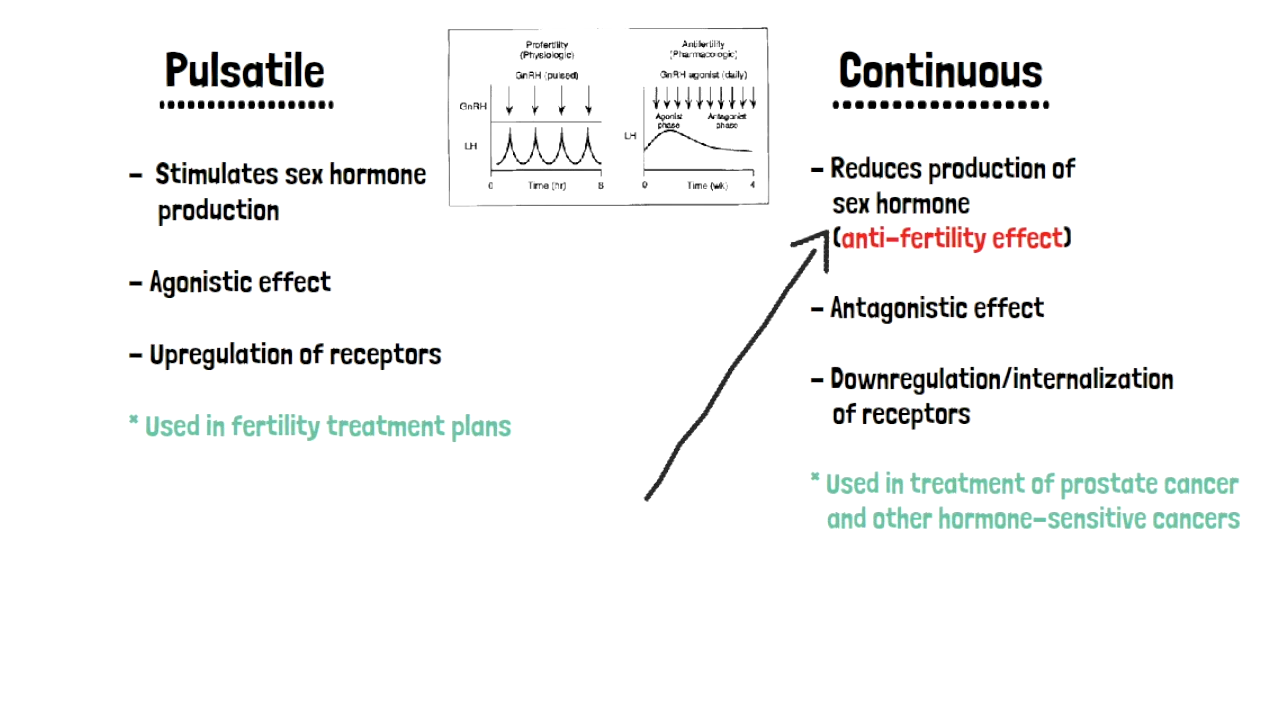 Pulsatile
- Stimulates sex hormone
production
- Agonistic effect
- Upregulation of receptors
* Used in fertility treatment plans
Profertility
(Physiologic)
GnRH (pulsed)
GnRH
LH
0 Time (hr) 8
Antifertility
(Pharmacologic)
GnRH agonist (daily)
Agonist
phase
Antagonist
phase
LH
0 Time (wk) 4
Continuous
- Reduces production of
sex hormone
(anti-fertility effect)
- Antagonistic effect
- Downregulation/internalization
of receptors
* Used in treatment of prostate cancer
and other hormone-sensitive cancers